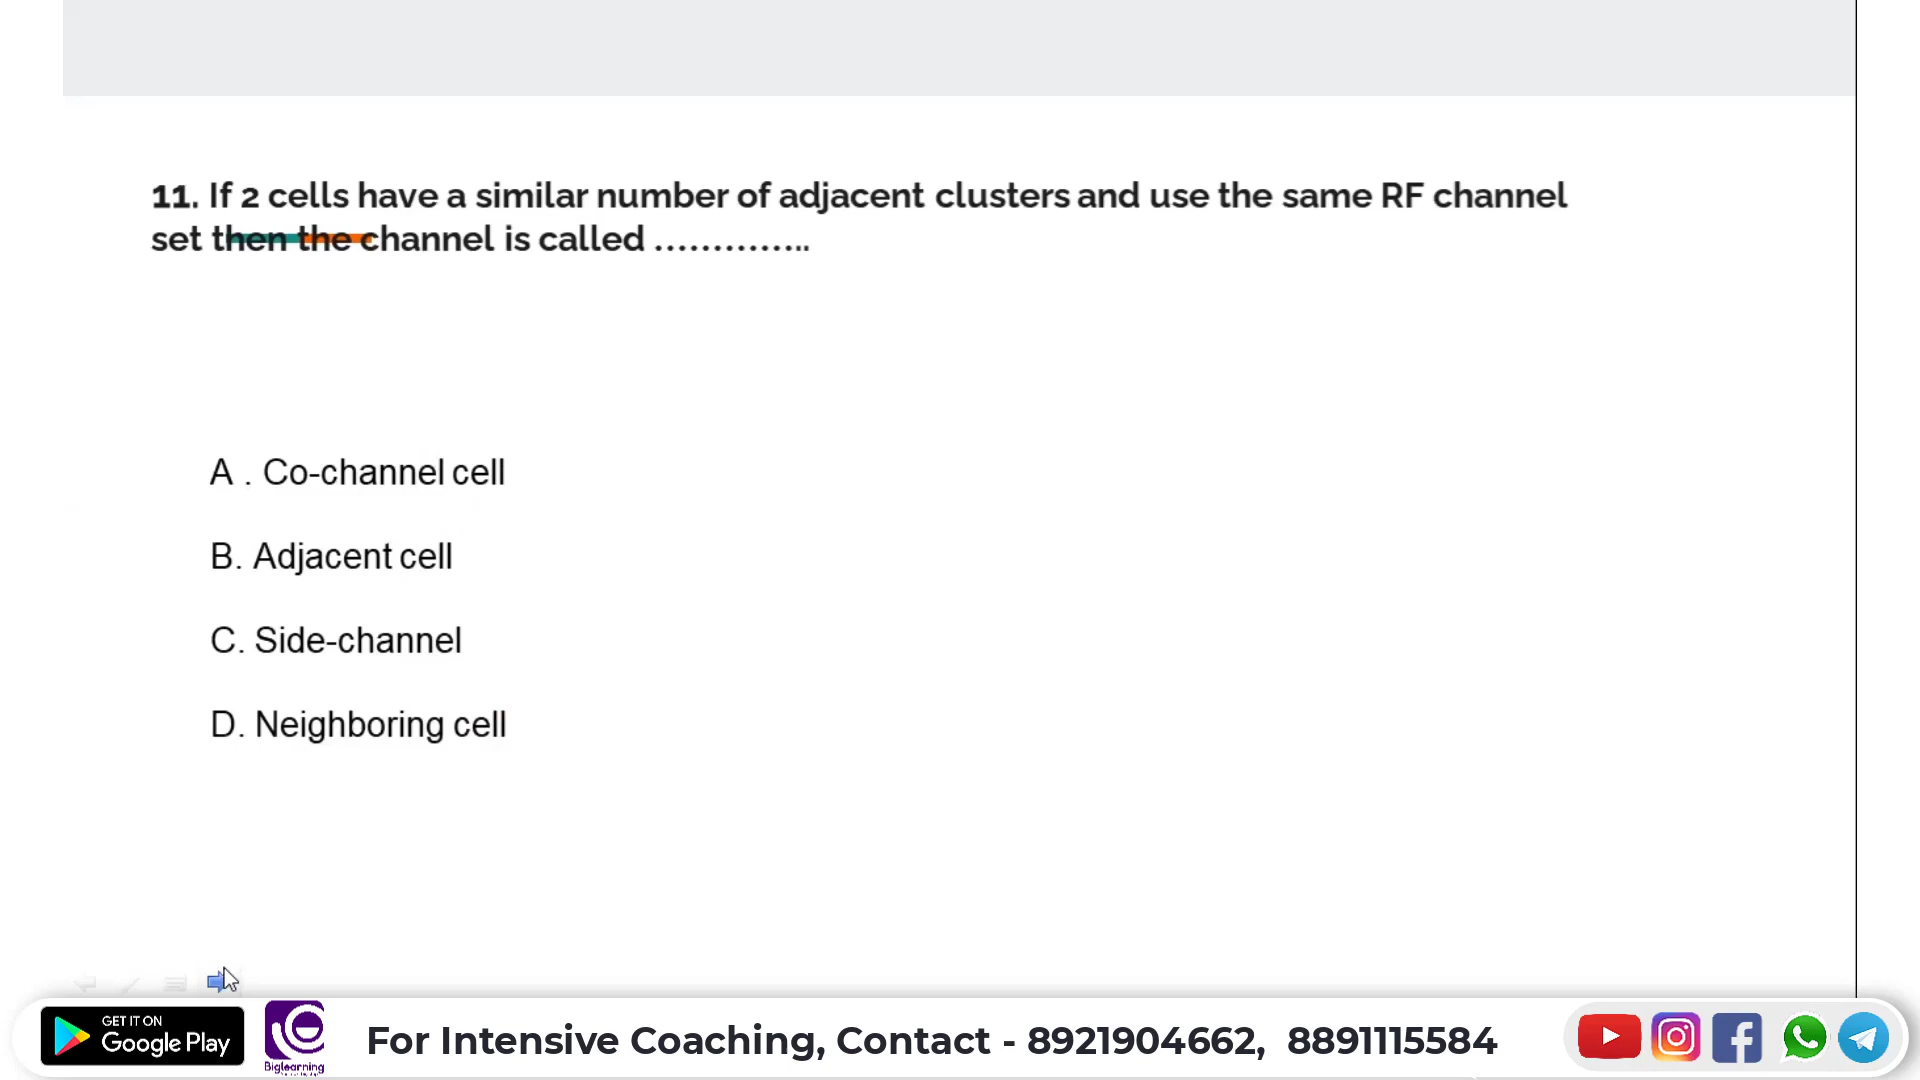 11. If 2 cells have a similar number of adjacent clusters and use the same RF channel
set then the channel is called …………..
A . Co-channel cell
B. Adjacent cell
C. Side-channel
D. Neighboring cell
GET IT ON
Google Play
Biglearning
For Intensive Coaching, Contact - 8921904662, 8891115584